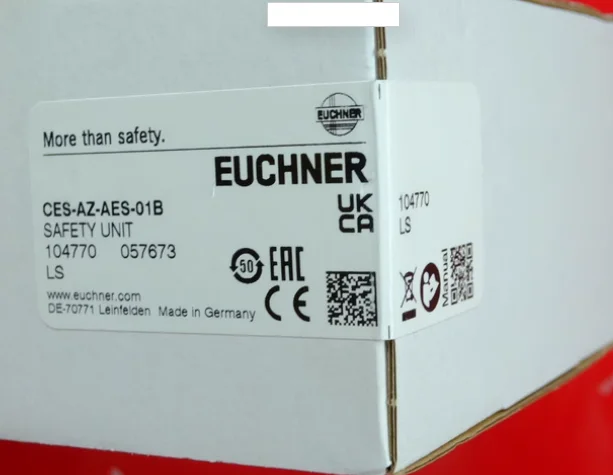 EUCHNER
More than safety.
EUCHNER
CES-AZ-AES-01B
SAFETY UNIT
104770 057673
LS
UK
CA
50
EAC
CE
www.euchner.com
DE-70771 Leinfelden Made in Germany
104770
LS
Manual